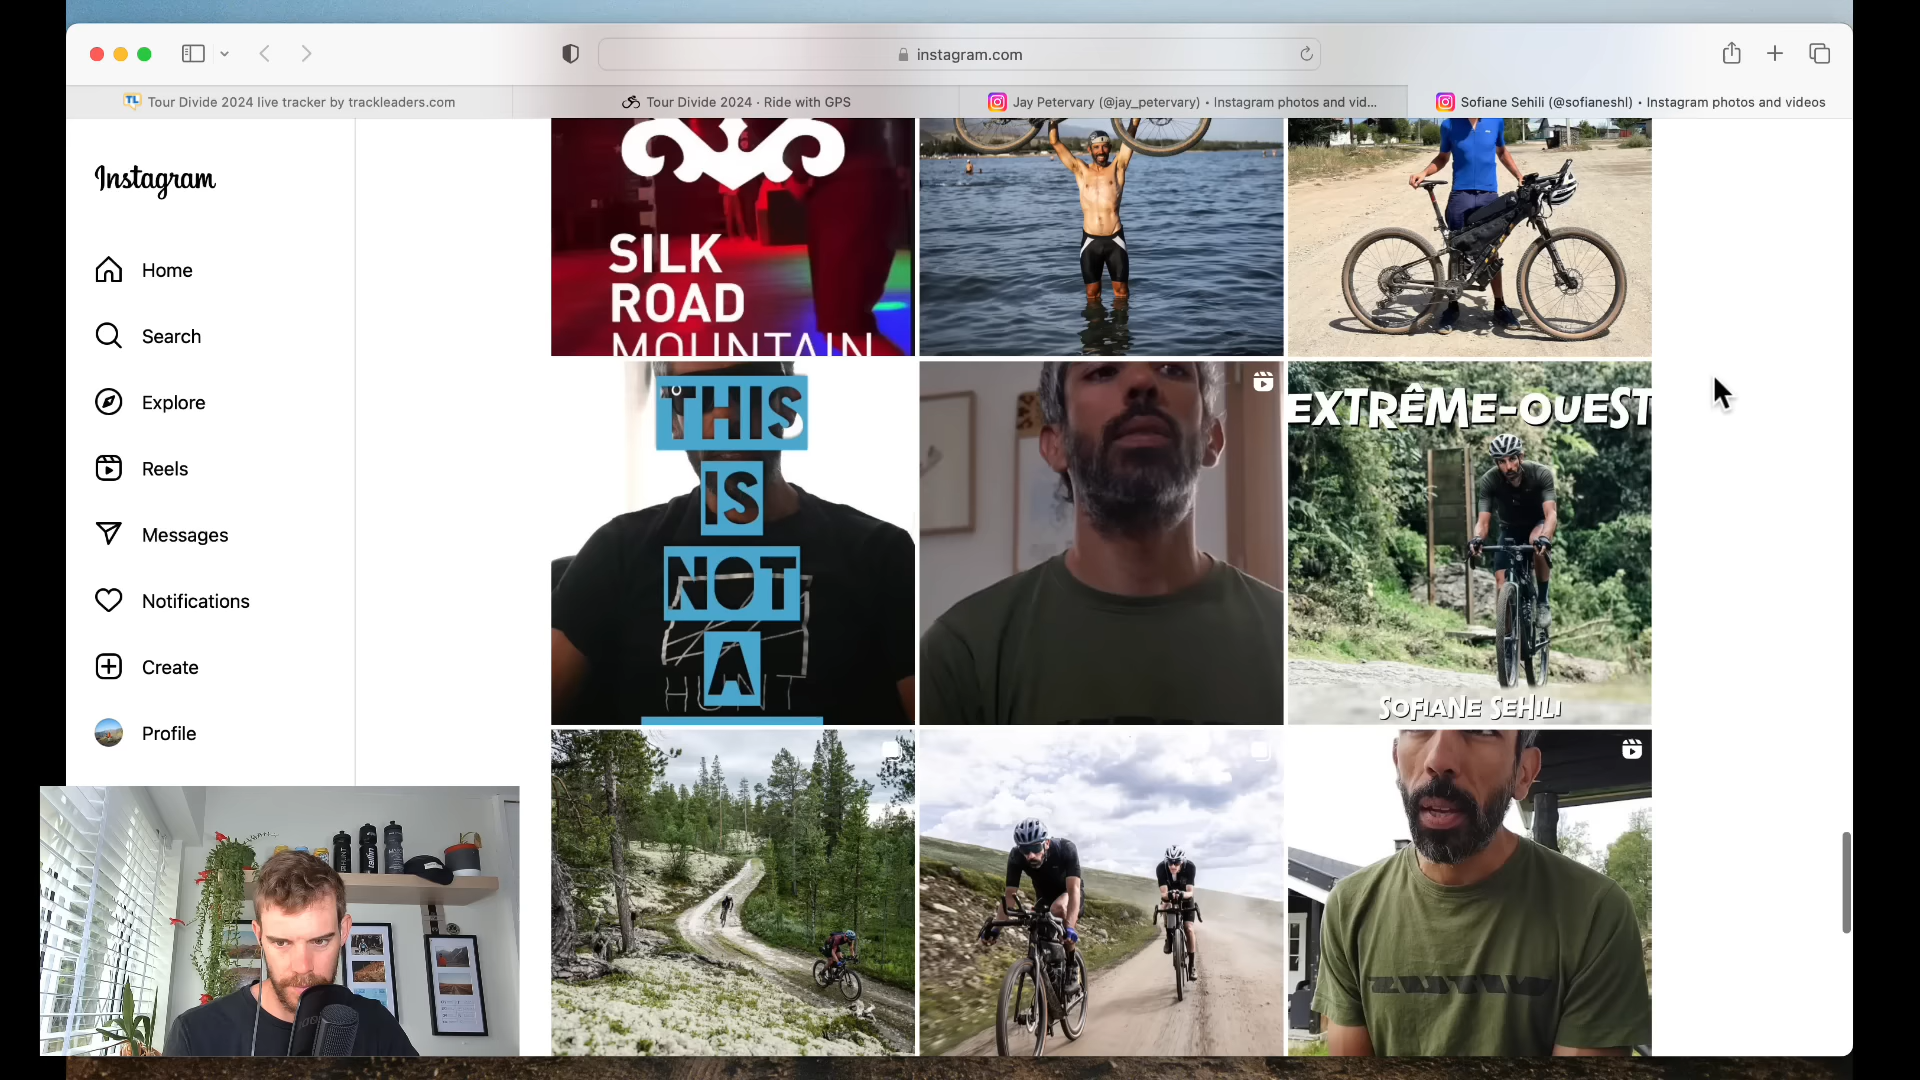 instagram.com
Tour Divide 2024 live tracker by trackleaders.com
Tour Divide 2024 · Ride with GPS
Jay Petervary (@jay_petervary) • Instagram photos and vid...
Sofiane Sehili (@sofianeshl) • Instagram photos and videos
Instagram
Home
Search
Explore
Reels
Messages
Notifications
Create
Profile
SILK
ROAD
MOUNTAIN
THIS
IS
NOT
A
HUNT
EXTRÊME-OUEST
SOFIANE SEHILI